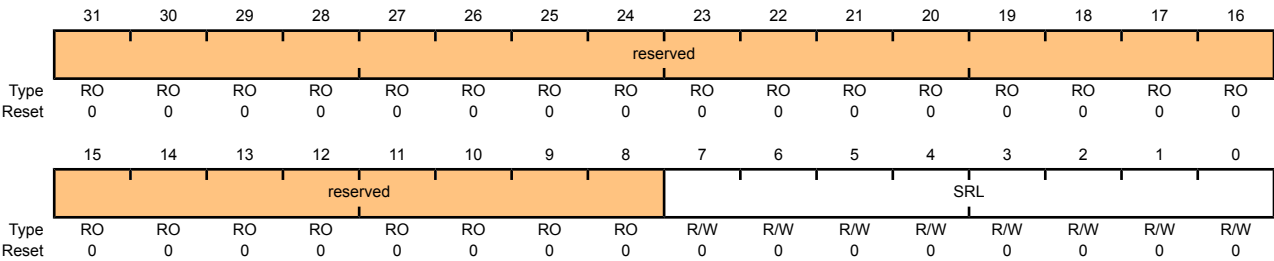 31 30 29 28 27 26 25 24 23 22 21 20 19 18 17 16
reserved
Type RO RO RO RO RO RO RO RO RO RO RO RO RO RO RO RO
Reset 0 0 0 0 0 0 0 0 0 0 0 0 0 0 0 0
15 14 13 12 11 10 9 8 7 6 5 4 3 2 1 0
reserved SRL
Type RO RO RO RO RO RO RO RO R/W R/W R/W R/W R/W R/W R/W R/W
Reset 0 0 0 0 0 0 0 0 0 0 0 0 0 0 0 0